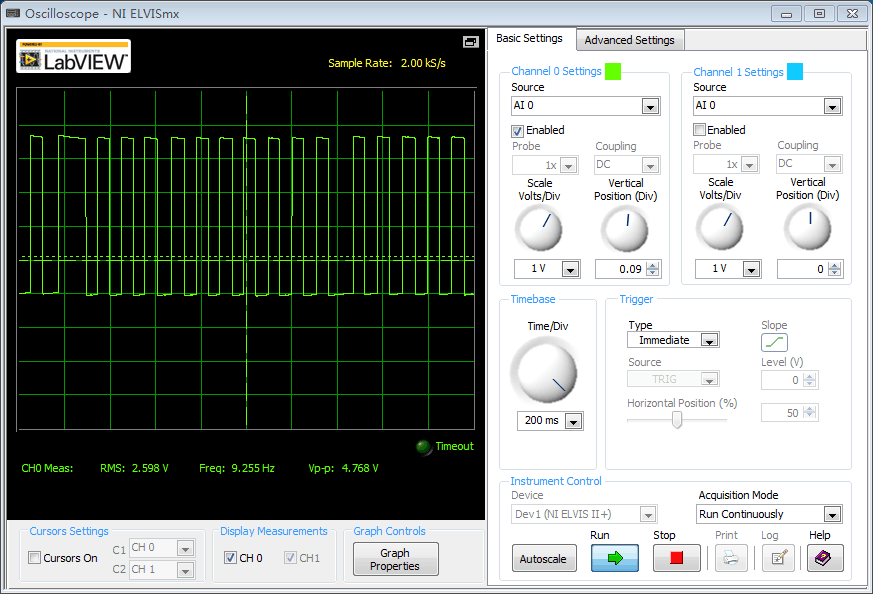 Oscilloscope - NI ELVISmx
LabVIEW™
Sample Rate: 2.00 kS/s
Timeout
CH0 Meas: RMS: 2.598 V Freq: 9.255 Hz Vp-p: 4.768 V
Cursors Settings
Cursors On
C1 CH 0
C2 CH 1
Display Measurements
CH 0 CH1
Graph Controls
Graph
Properties
Basic Settings Advanced Settings
Channel 0 Settings
Source
AI 0
Enabled
Probe Coupling
1x DC
Scale
Volts/Div
Vertical
Position (Div)
1 V 0.09
Channel 1 Settings
Source
AI 0
Enabled
Probe Coupling
1x DC
Scale
Volts/Div
Vertical
Position (Div)
1 V 0
Timebase
Time/Div
200 ms
Trigger
Type
Immediate
Slope
Source
TRIG
Level (V)
0
Horizontal Position (%)
50
Instrument Control
Device
Dev1 (NI ELVIS II+)
Acquisition Mode
Run Continuously
Run Stop Print Log Help
Autoscale